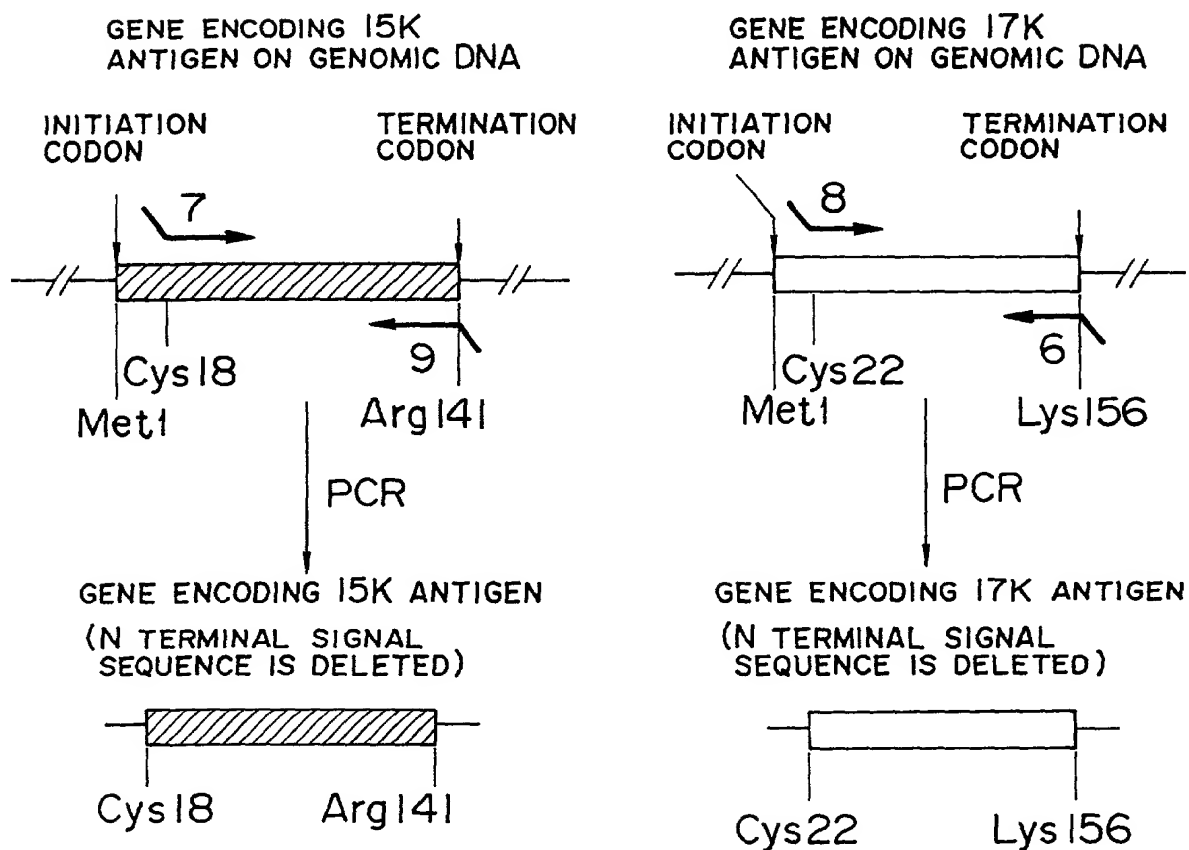 GENE ENCODING 15K
ANTIGEN ON GENOMIC DNA
INITIATION
CODON
TERMINATION
CODON
7
9
Cys18
Met1
Arg141
PCR
GENE ENCODING 15K ANTIGEN
(N TERMINAL SIGNAL
SEQUENCE IS DELETED)
Cys18
Arg141
GENE ENCODING 17K
ANTIGEN ON GENOMIC DNA
INITIATION
CODON
TERMINATION
CODON
8
6
Cys22
Met1
Lys156
PCR
GENE ENCODING 17K ANTIGEN
(N TERMINAL SIGNAL
SEQUENCE IS DELETED)
Cys22
Lys156